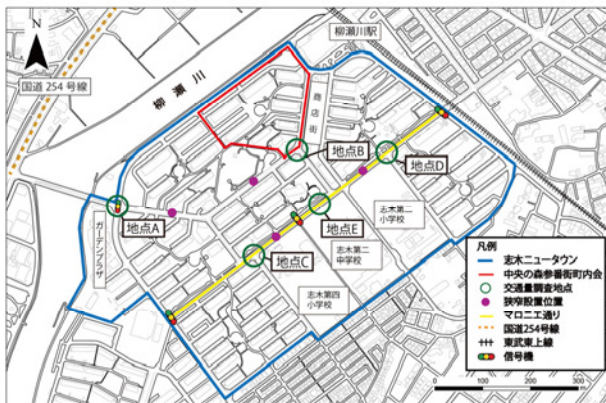 N
国道 254 号線
柳瀬川
柳瀬川駅
商店街
地点B
地点D
地点A
地点E
地点C
ガーデンプラザ
志木第二
小学校
志木第二
中学校
志木第四
小学校
凡例
志木ニュータウン
中央の森参番街町内会
交通量調査地点
狭窄設置位置
マロニエ通り
国道254号線
東武東上線
信号機
0 100 200 300